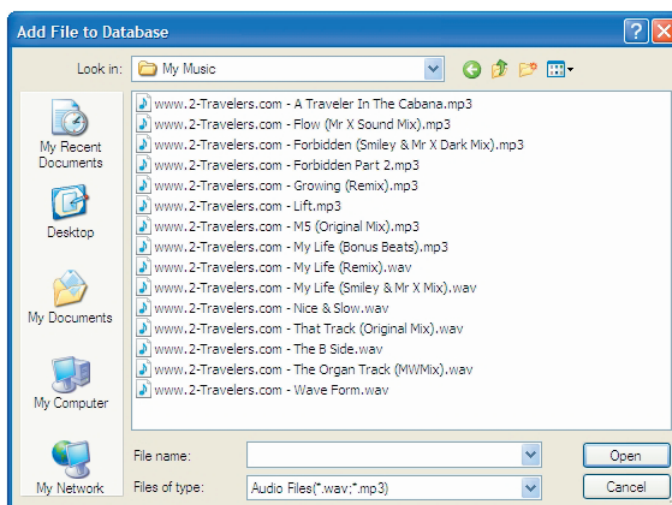 Add File to Database
Look in: My Music
My Recent Documents
Desktop
My Documents
My Computer
My Network
www.2-Travelers.com - A Traveler In The Cabana.mp3
www.2-Travelers.com - Flow (Mr X Sound Mix).mp3
www.2-Travelers.com - Forbidden (Smiley & Mr X Dark Mix).mp3
www.2-Travelers.com - Forbidden Part 2.mp3
www.2-Travelers.com - Growing (Remix).mp3
www.2-Travelers.com - Lift.mp3
www.2-Travelers.com - M5 (Original Mix).mp3
www.2-Travelers.com - My Life (Bonus Beats).mp3
www.2-Travelers.com - My Life (Remix).wav
www.2-Travelers.com - My Life (Smiley & Mr X Mix).wav
www.2-Travelers.com - Nice & Slow.wav
www.2-Travelers.com - That Track (Original Mix).wav
www.2-Travelers.com - The B Side.wav
www.2-Travelers.com - The Organ Track (MWMix).wav
www.2-Travelers.com - Wave Form.wav
File name:
Open
Files of type: Audio Files(*.wav;*.mp3)
Cancel